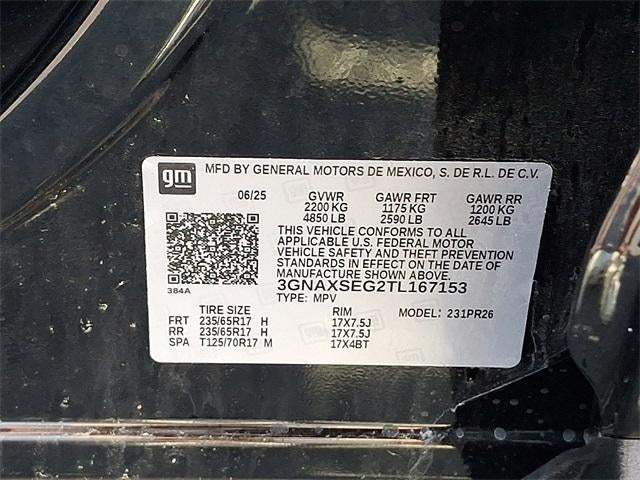 gm MFD BY GENERAL MOTORS DE MEXICO, S. DE R.L. DE C.V.
06/25 GVWR GAWR FRT GAWR RR
2200 KG 1175 KG 1200 KG
4850 LB 2590 LB 2645 LB
THIS VEHICLE CONFORMS TO ALL
APPLICABLE U.S. FEDERAL MOTOR
VEHICLE SAFETY AND THEFT PREVENTION
STANDARDS IN EFFECT ON THE DATE OF
MANUFACTURE SHOWN ABOVE.
384A 3GNAXSEG2TL167153
TYPE: MPV
TIRE SIZE RIM MODEL: 231PR26
FRT 235/65R17 H 17X7.5J
RR 235/65R17 H 17X7.5J
SPA T125/70R17 M 17X4BT